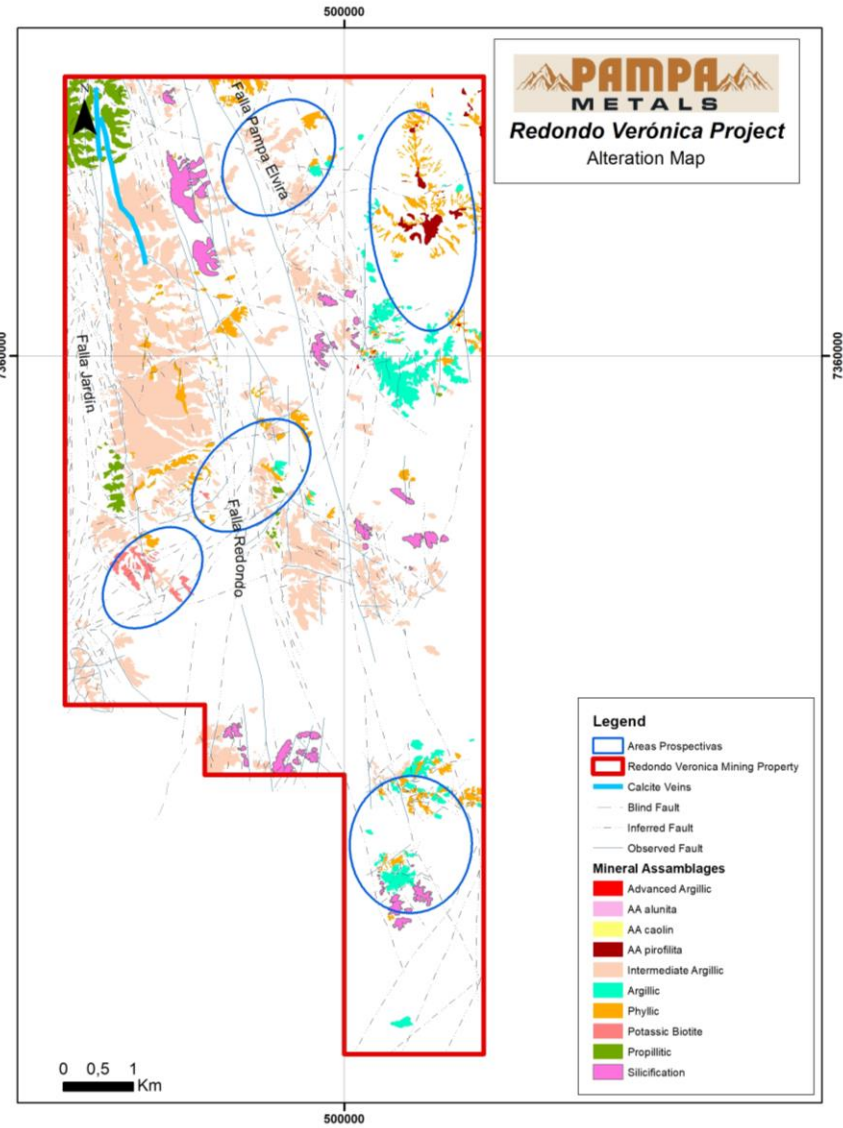 500000
PAMPA
METALS
Redondo Verónica Project
Alteration Map
Falla Pampa Elvira
7360000
7360000
Falla Jardín
Falla Redondo
Legend
Areas Prospectivas
Redondo Veronica Mining Property
Calcite Veins
Blind Fault
Inferred Fault
Observed Fault
Mineral Assamblages
Advanced Argillic
AA alunita
AA caolin
AA pirofilita
Intermediate Argillic
Argillic
Phyllic
Potassic Biotite
Propillitic
Silicification
0 0,5 1
Km
500000